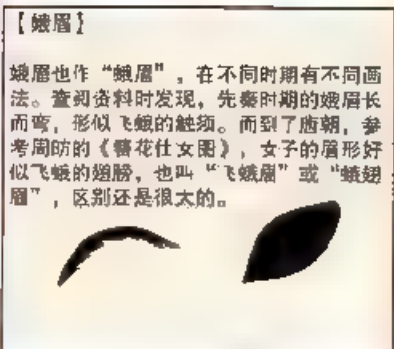 【蛾眉】
娥眉也作“蛾眉”，在不同时期有不同画
法。查阅资料时发现，先秦时期的娥眉长
而弯，形似飞蛾的触须。而到了唐朝，参
考周昉的《簪花仕女图》，女子的眉形好
似飞蛾的翅膀，也叫“飞蛾眉”或“蛾翅
眉”，区别还是很大的。